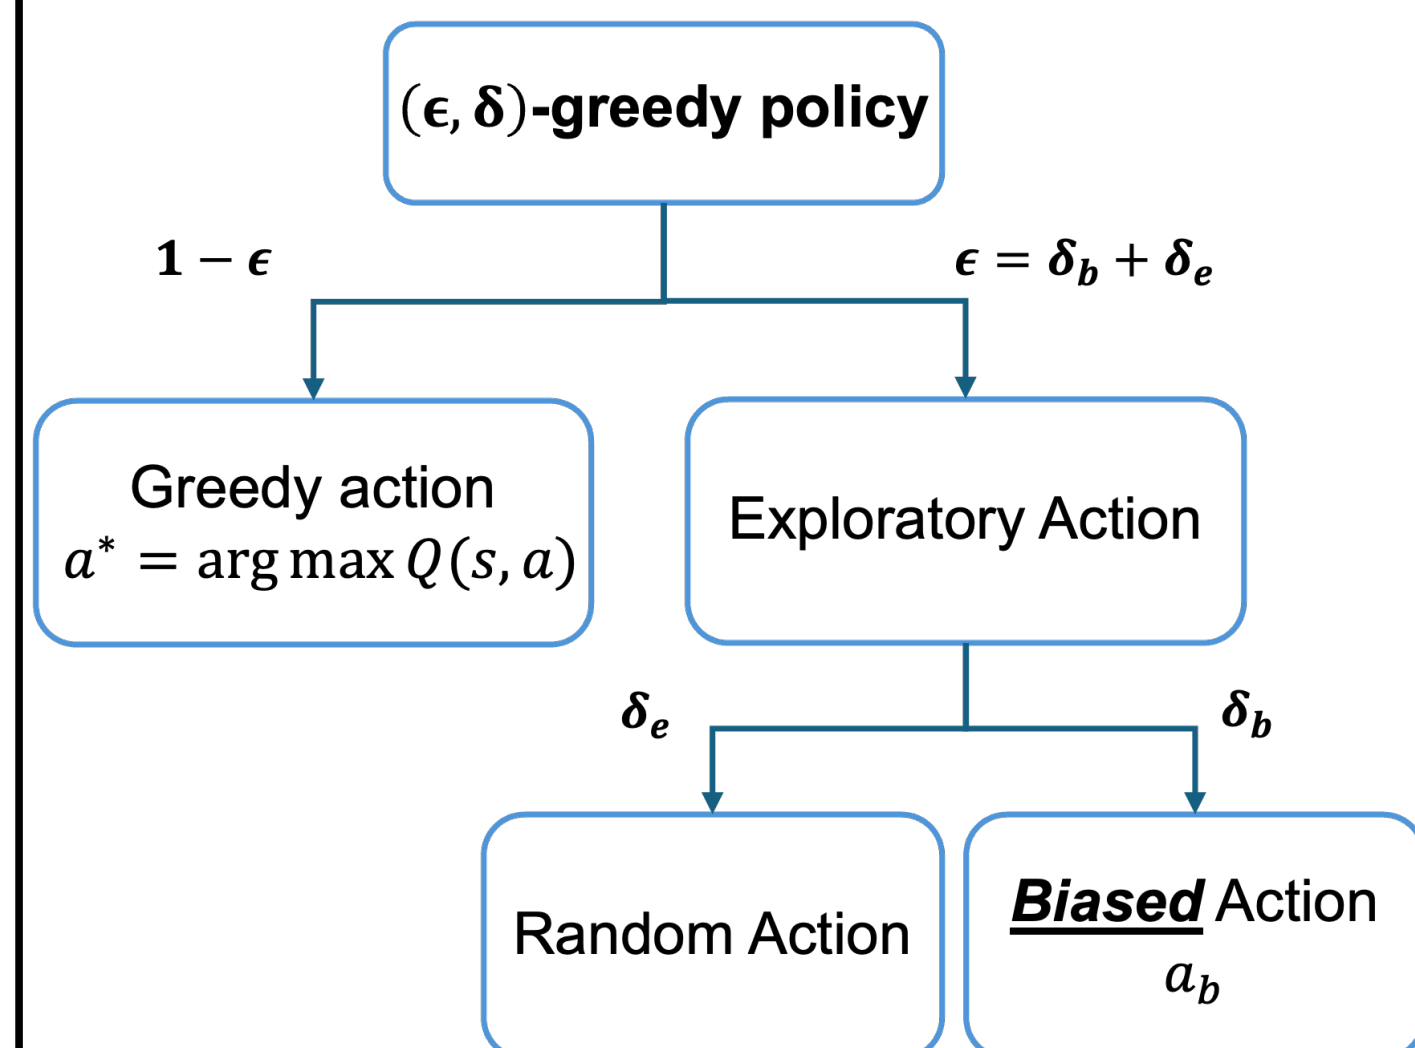 (ϵ, δ)-greedy policy
1 − ϵ
ϵ = δ_b + δ_e
Greedy action
a* = arg max Q(s, a)
Exploratory Action
δ_e
δ_b
Random Action
Biased Action
a_b